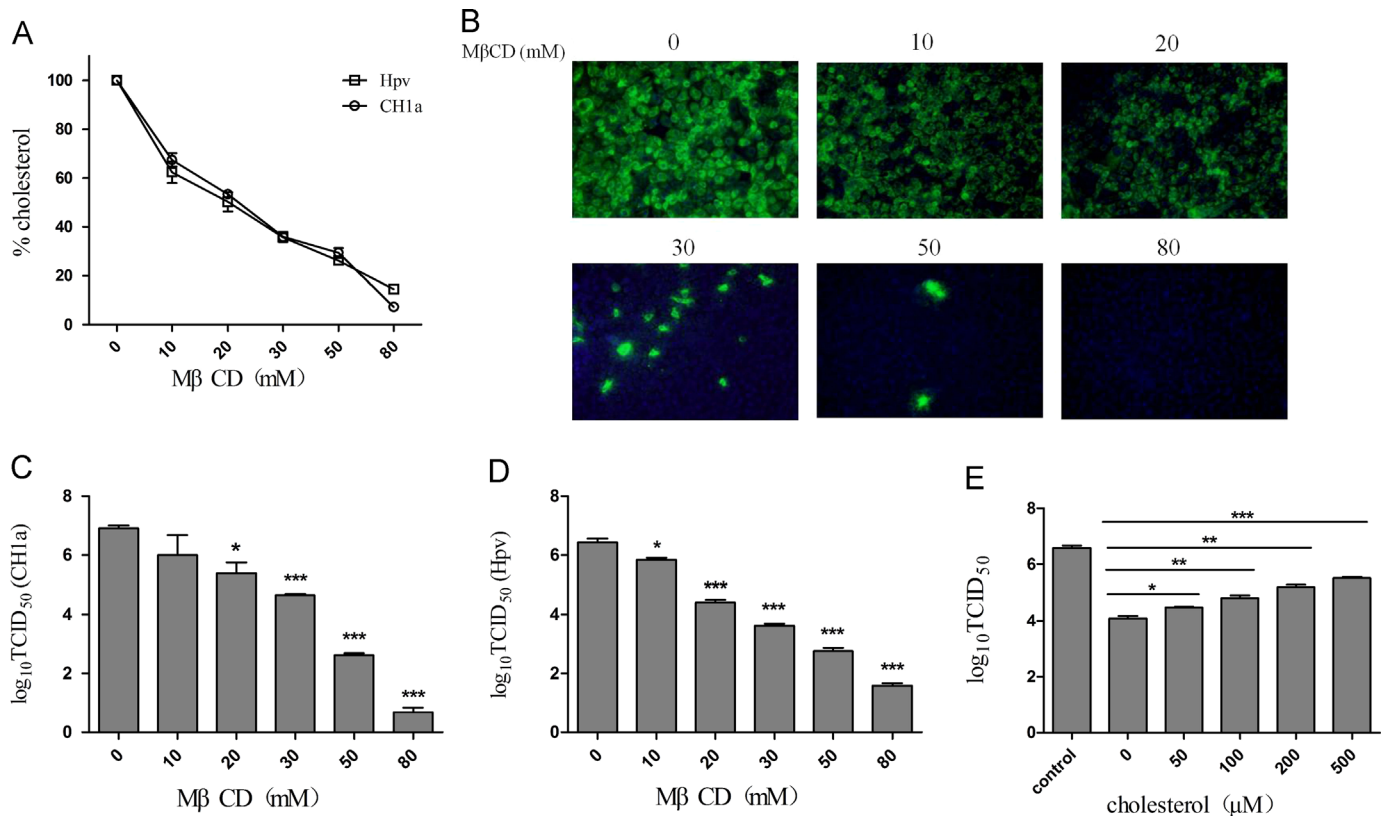 A
100
80
60
40
20
0
% cholesterol
Hpv
CH1a
0 10 20 30 50 80
Mβ CD (mM)
B
MβCD (mM) 0 10 20
30 50 80
C
8
6
4
2
0
log10TCID50 (CH1a)
* *** *** ***
0 10 20 30 50 80
Mβ CD (mM)
D
8
6
4
2
0
log10TCID50 (Hpv)
* *** *** *** ***
0 10 20 30 50 80
Mβ CD (mM)
E
8
6
4
2
0
log10TCID50
***
**
**
*
control 0 50 100 200 500
cholesterol (μM)